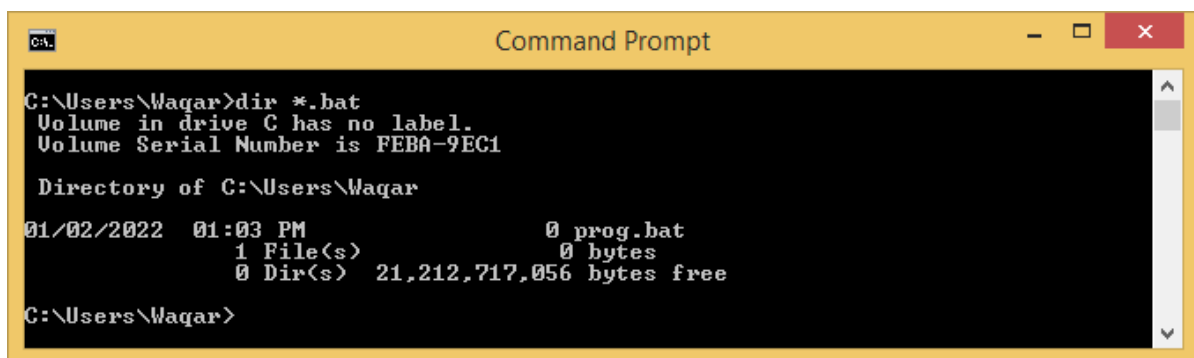 C:\.
Command Prompt
C:\Users\Waqar>dir *.bat
Volume in drive C has no label.
Volume Serial Number is FEBA-9EC1
Directory of C:\Users\Waqar
01/02/2022  01:03 PM                 0 prog.bat
1 File(s)              0 bytes
0 Dir(s)  21,212,717,056 bytes free
C:\Users\Waqar>